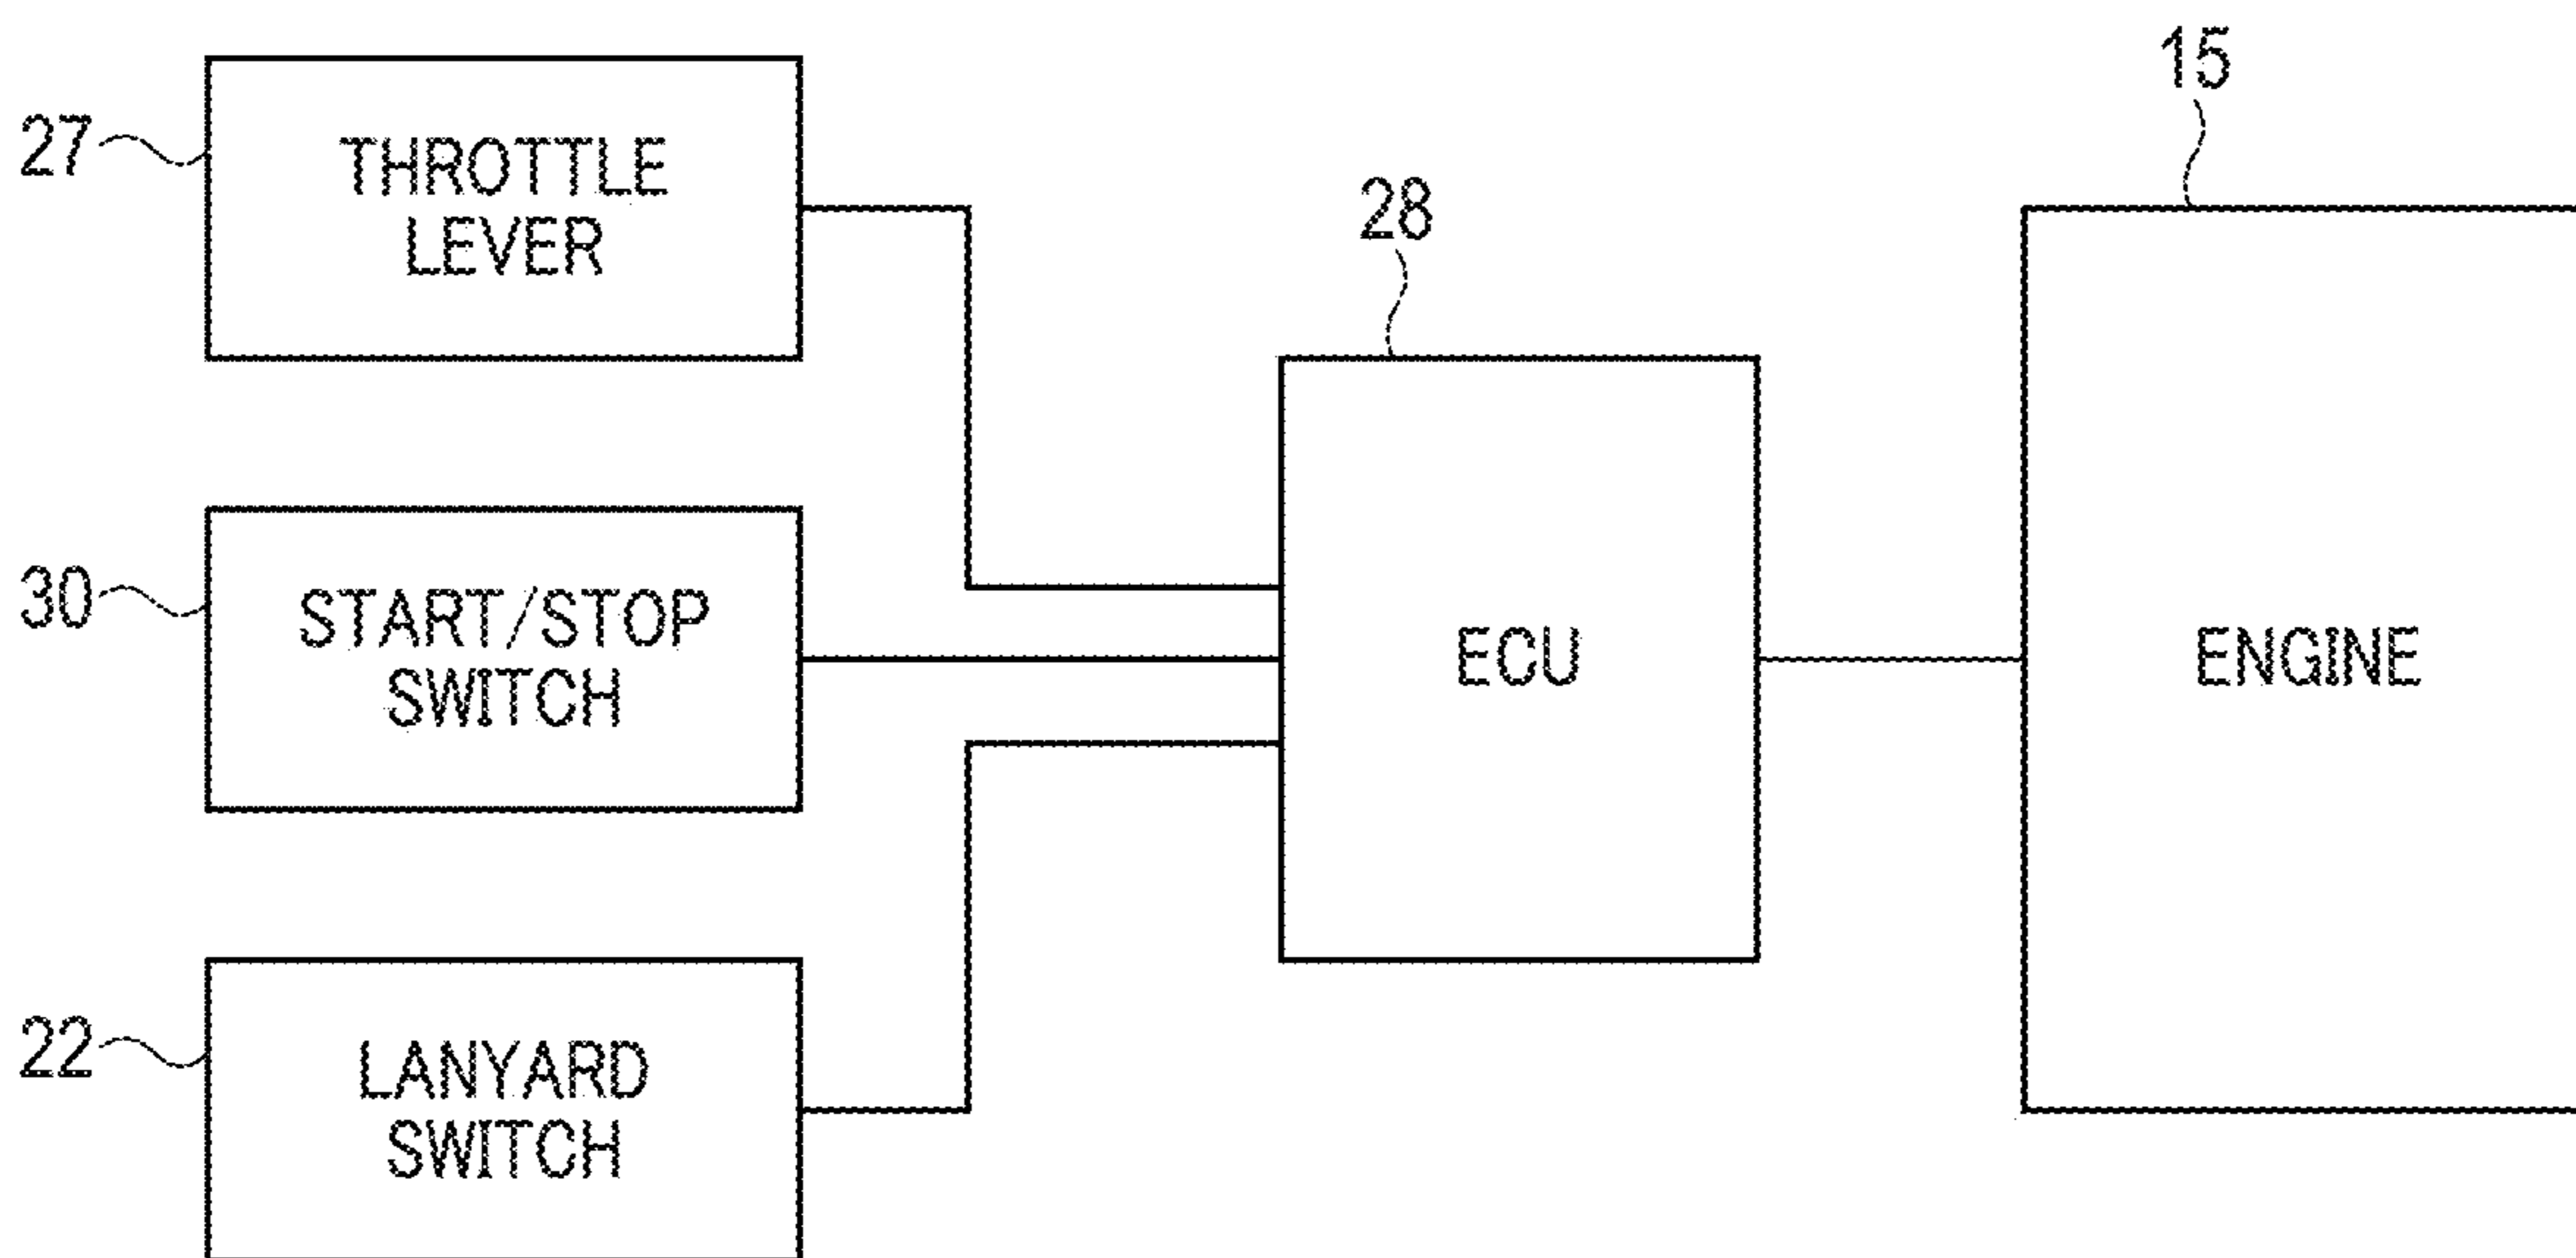 15
27
THROTTLE
LEVER
28
30
START/STOP
SWITCH
ECU
ENGINE
22
LANYARD
SWITCH